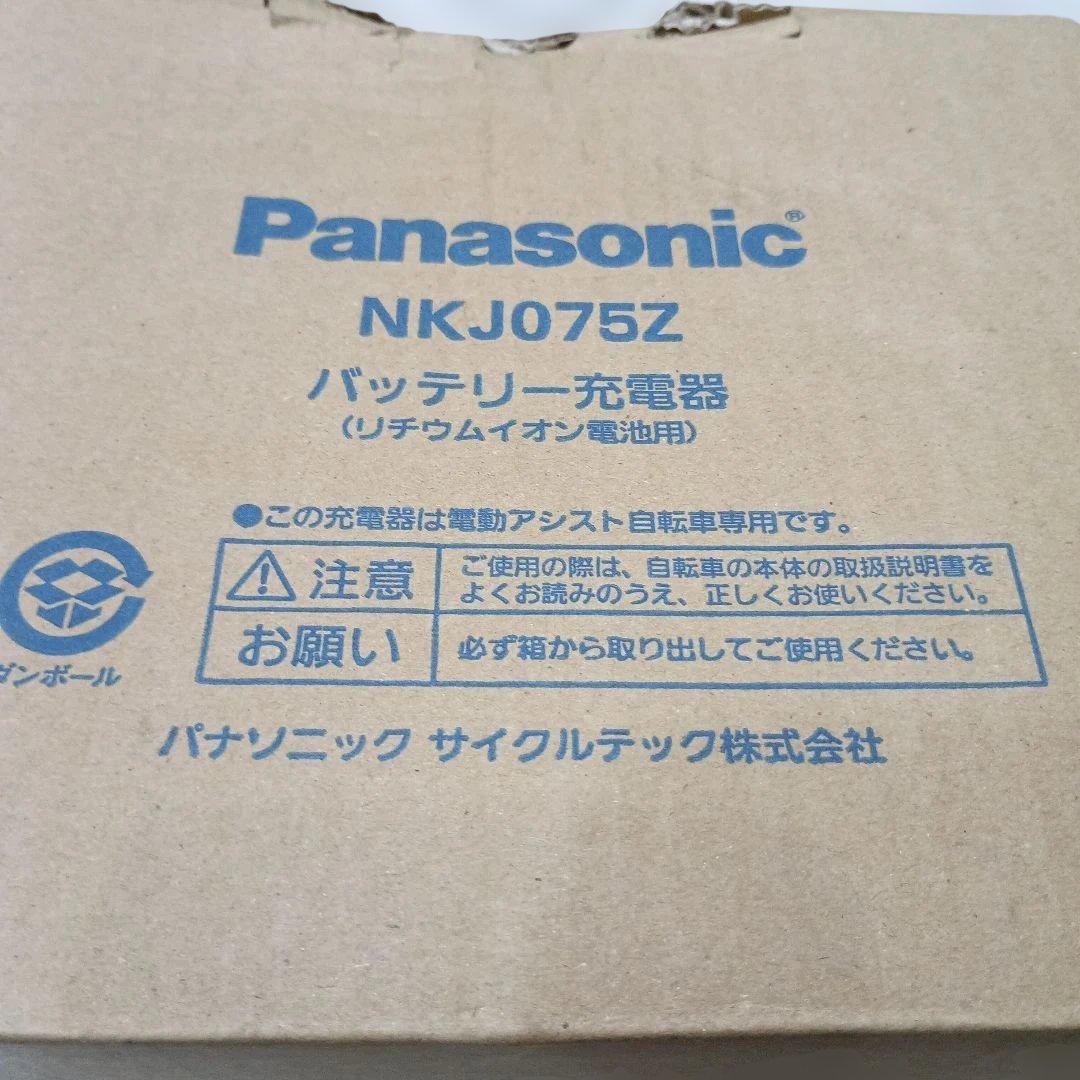 Panasonic®
NKJ075Z
バッテリー充電器
(リチウムイオン電池用)
●この充電器は電動アシスト自転車専用です。
注意
ご使用の際は、自転車の本体の取扱説明書を
よくお読みのうえ、正しくお使いください。
お願い
必ず箱から取り出してご使用ください。
ダンボール
パナソニック サイクルテック株式会社